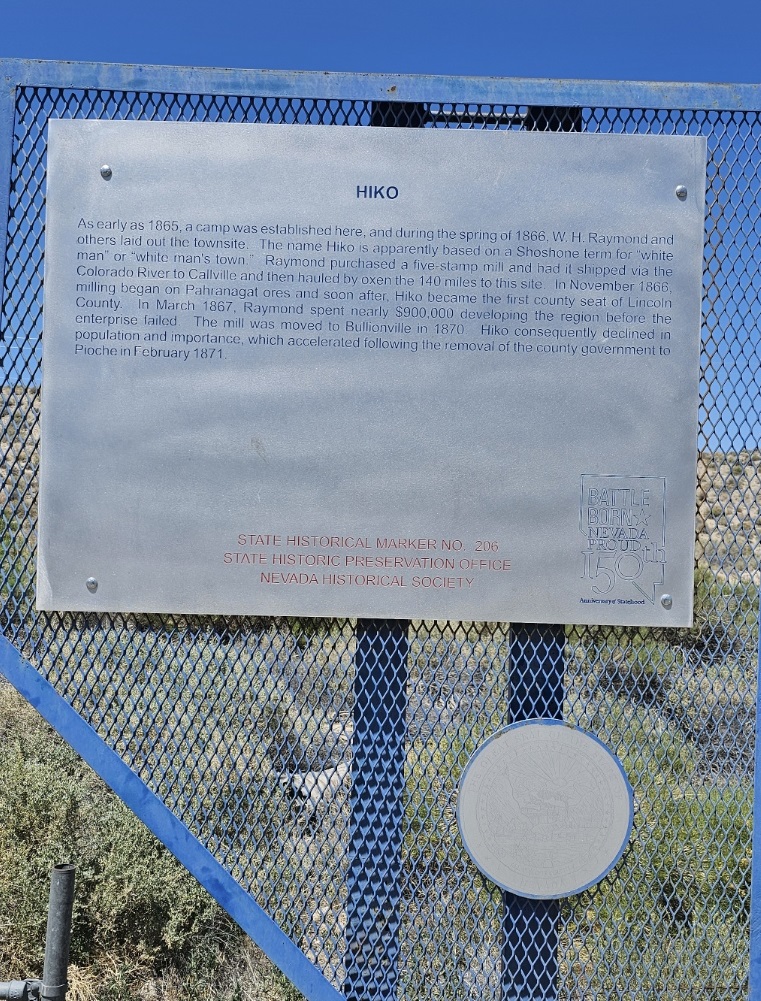 HIKO
As early as 1865, a camp was established here, and during the spring of 1866, W. H. Raymond and
others laid out the townsite. The name Hiko is apparently based on a Shoshone term for "white
man" or "white man's town." Raymond purchased a five-stamp mill and had it shipped via the
Colorado River to Callville and then hauled by oxen the 140 miles to this site. In November 1866,
milling began on Pahranagat ores and soon after, Hiko became the first county seat of Lincoln
County. In March 1867, Raymond spent nearly $900,000 developing the region before the
enterprise failed. The mill was moved to Bullionville in 1870. Hiko consequently declined in
population and importance, which accelerated following the removal of the county government to
Pioche in February 1871.
STATE HISTORICAL MARKER NO. 206
STATE HISTORIC PRESERVATION OFFICE
NEVADA HISTORICAL SOCIETY
BATTLE
BORN
NEVADA
PROUD
150th
Anniversary of Statehood